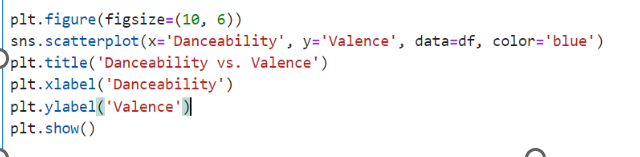 plt.figure(figsize=(10, 6))
sns.scatterplot(x='Danceability', y='Valence', data=df, color='blue')
plt.title('Danceability vs. Valence')
plt.xlabel('Danceability')
plt.ylabel('Valence')
plt.show()